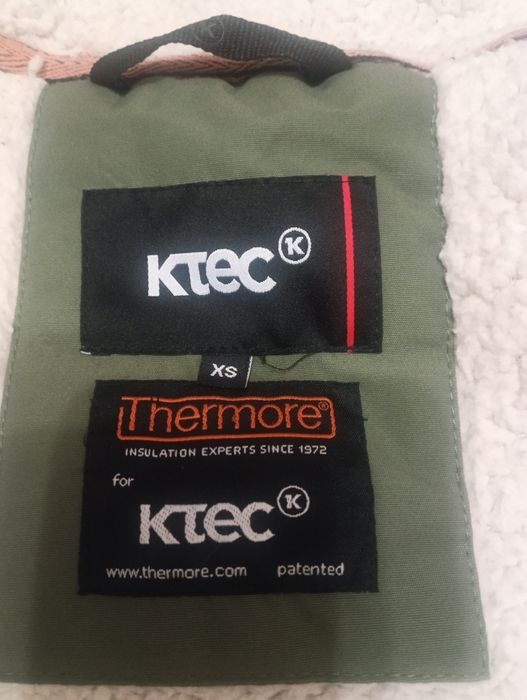 KTEC K
XS
Thermore®
INSULATION EXPERTS SINCE 1972
for
KTEC K
www.thermore.com patented